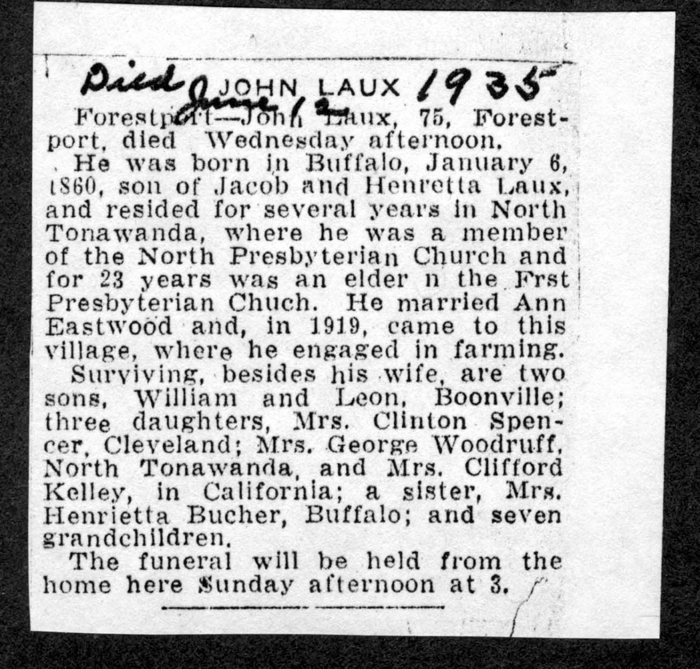 Died JOHN LAUX 1935
June 12
Forestport—John Laux, 75, Forest-
port, died Wednesday afternoon.
He was born in Buffalo, January 6,
1860, son of Jacob and Henretta Laux,
and resided for several years in North
Tonawanda, where he was a member
of the North Presbyterian Church and
for 23 years was an elder n the Frst
Presbyterian Chuch. He married Ann
Eastwood and, in 1919, came to this
village, where he engaged in farming.
Surviving, besides his wife, are two
sons, William and Leon, Boonville;
three daughters, Mrs. Clinton Spen-
cer, Cleveland; Mrs. George Woodruff,
North Tonawanda, and Mrs. Clifford
Kelley, in California; a sister, Mrs.
Henrietta Bucher, Buffalo; and seven
grandchildren.
The funeral will be held from the
home here Sunday afternoon at 3.